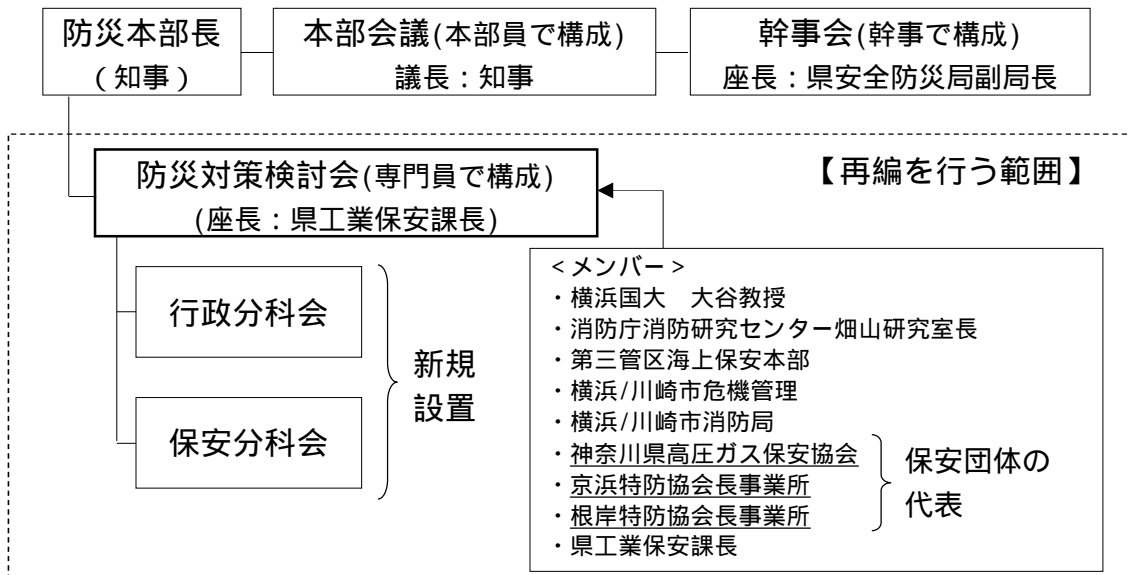 防災本部長
（知事）
本部会議(本部員で構成)
議長：知事
幹事会(幹事で構成)
座長：県安全防災局副局長
【再編を行う範囲】
防災対策検討会(専門員で構成)
(座長：県工業保安課長)
行政分科会
保安分科会
新規
設置
＜メンバー＞
・横浜国大　大谷教授
・消防庁消防研究センター畑山研究室長
・第三管区海上保安本部
・横浜/川崎市危機管理
・横浜/川崎市消防局
・神奈川県高圧ガス保安協会
・京浜特防協会長事業所
・根岸特防協会長事業所
・県工業保安課長
保安団体の
代表